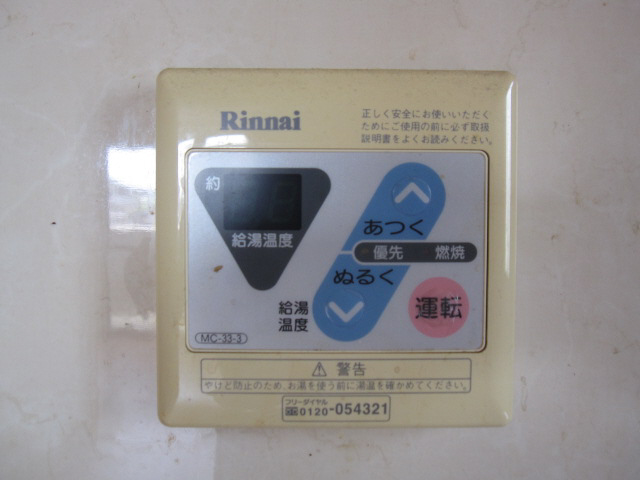 Rinnai
正しく安全にお使いいただく
ためにご使用の前に必ず取扱
説明書をよくお読みください。
約
給湯温度
あつく
優先 燃焼
ぬるく
給湯
温度
運転
MC-33-3
⚠ 警告
やけど防止のため、お湯を使う前に湯温を確かめてください。
フリーダイヤル
0120-054321